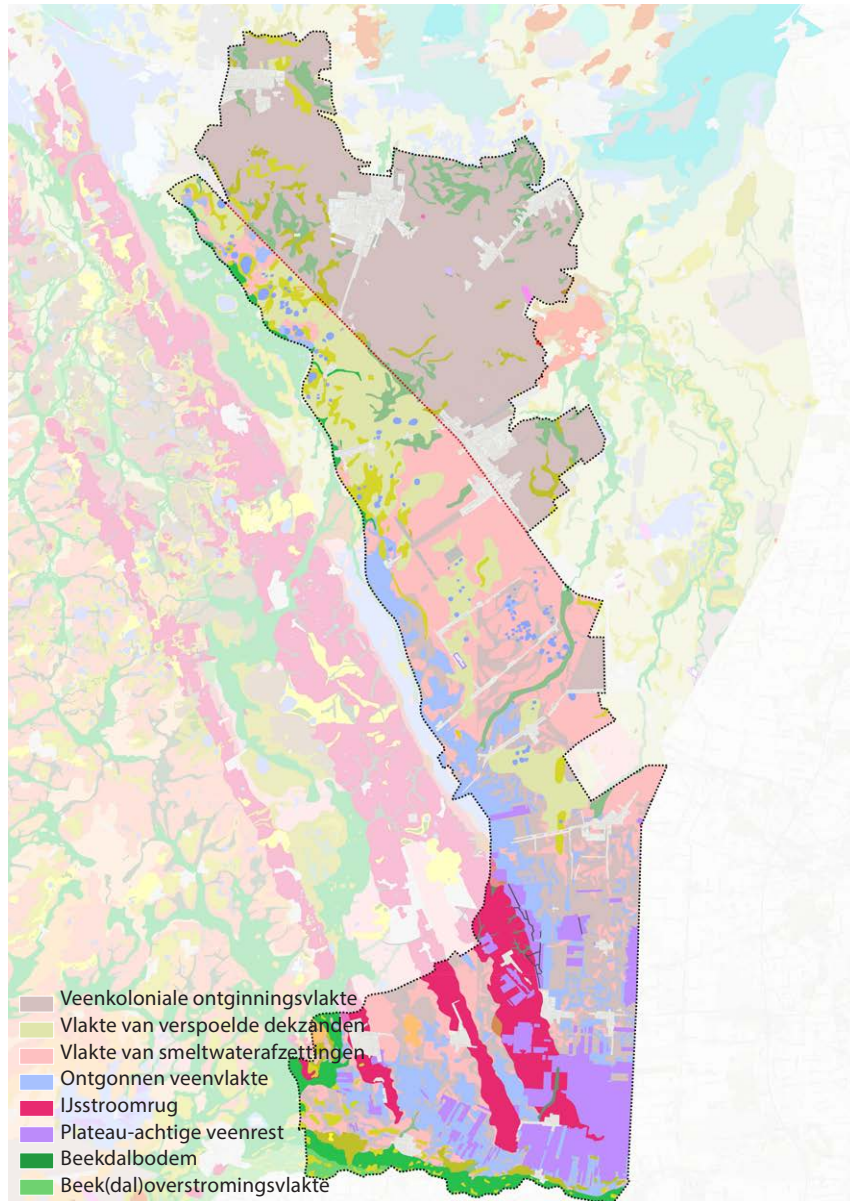 Veenkoloniale ontginningsvlakte
Vlakte van verspoelde dekzanden
Vlakte van smeltwaterafzettingen
Ontgonnen veenvlakte
IJsstroomrug
Plateau-achtige veenrest
Beekdalbodem
Beek(dal)overstromingsvlakte